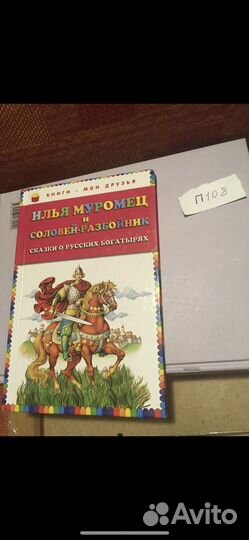 КНИГИ - МОИ ДРУЗЬЯ
ИЛЬЯ МУРОМЕЦ
И
СОЛОВЕЙ-РАЗБОЙНИК
СКАЗКИ О РУССКИХ БОГАТЫРЯХ
П108
Avito